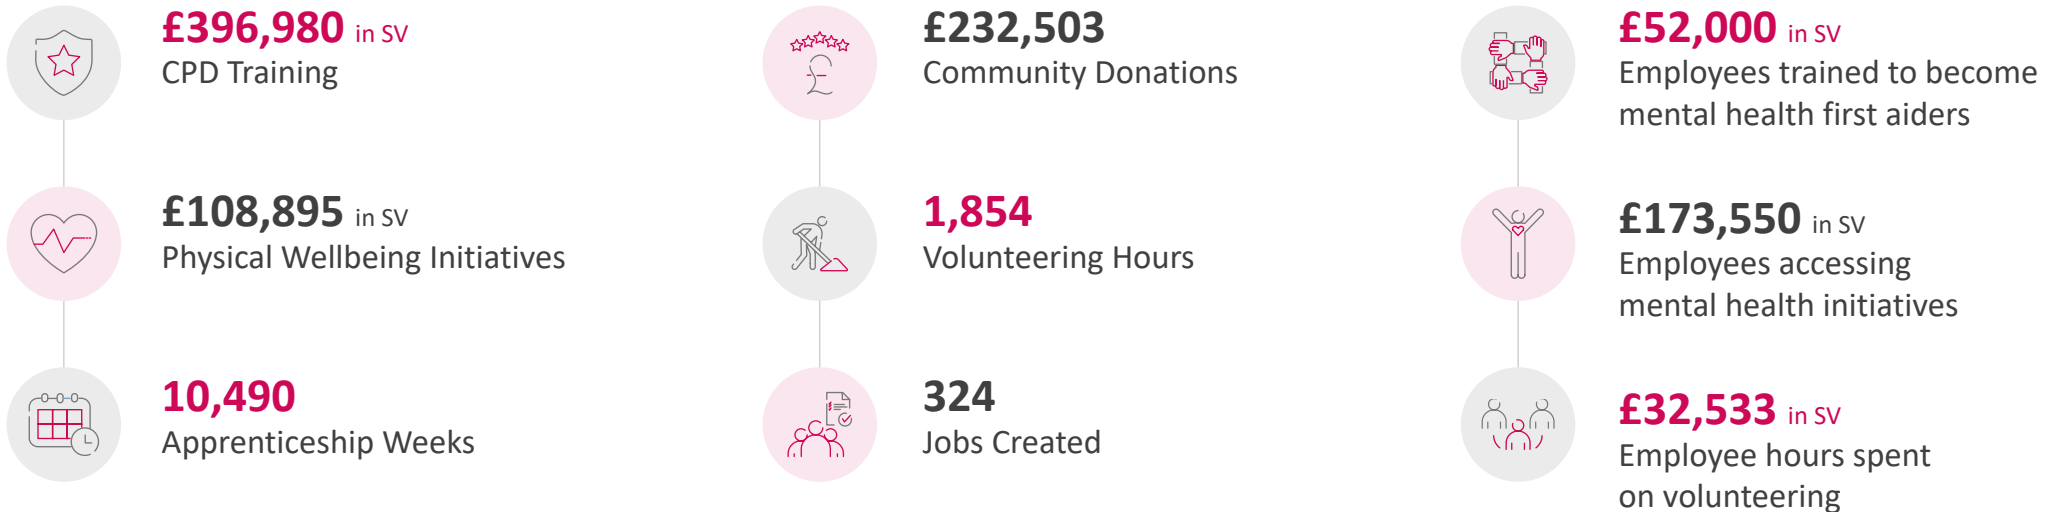 £396,980 in SV
CPD Training
£108,895 in SV
Physical Wellbeing Initiatives
10,490
Apprenticeship Weeks
£232,503
Community Donations
1,854
Volunteering Hours
324
Jobs Created
£52,000 in SV
Employees trained to become
mental health first aiders
£173,550 in SV
Employees accessing
mental health initiatives
£32,533 in SV
Employee hours spent
on volunteering